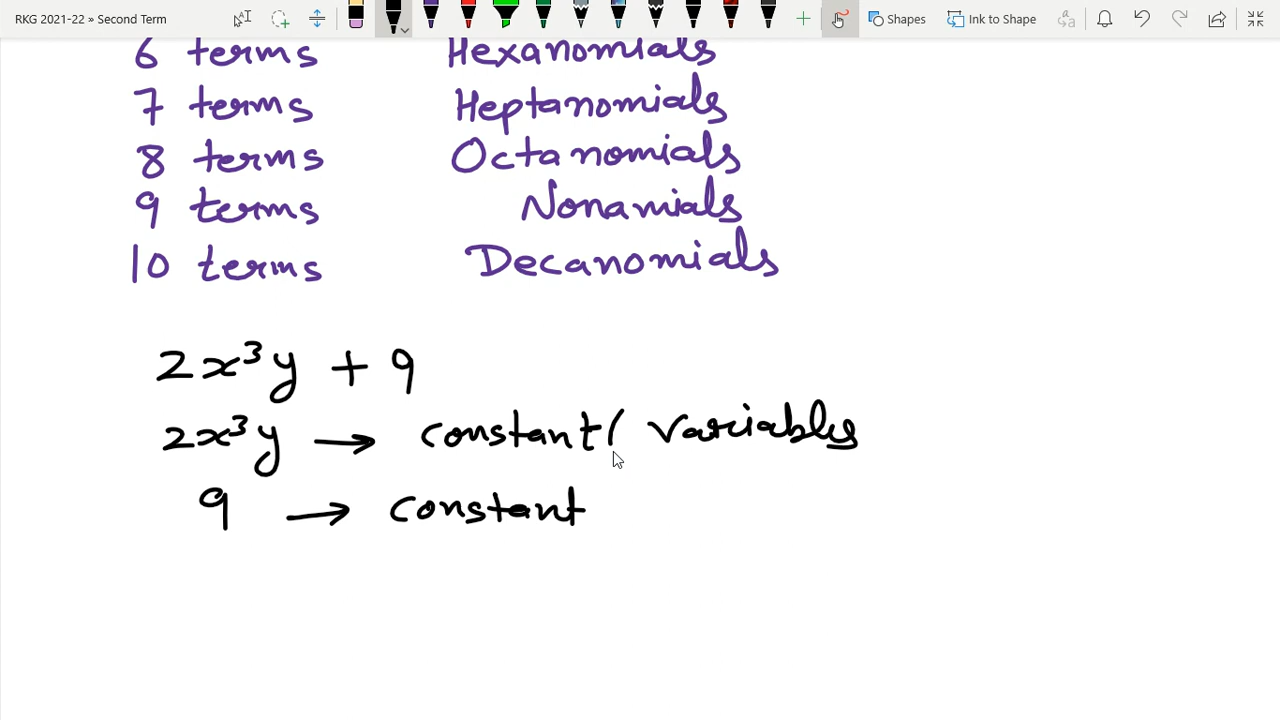 RKG 2021-22 » Second Term
Shapes
Ink to Shape
6 terms Hexanomials
7 terms Heptanomials
8 terms Octanomials
9 terms Nonamials
10 terms Decanomials
2x³y + 9
2x³y → constant/ variables
9 → constant